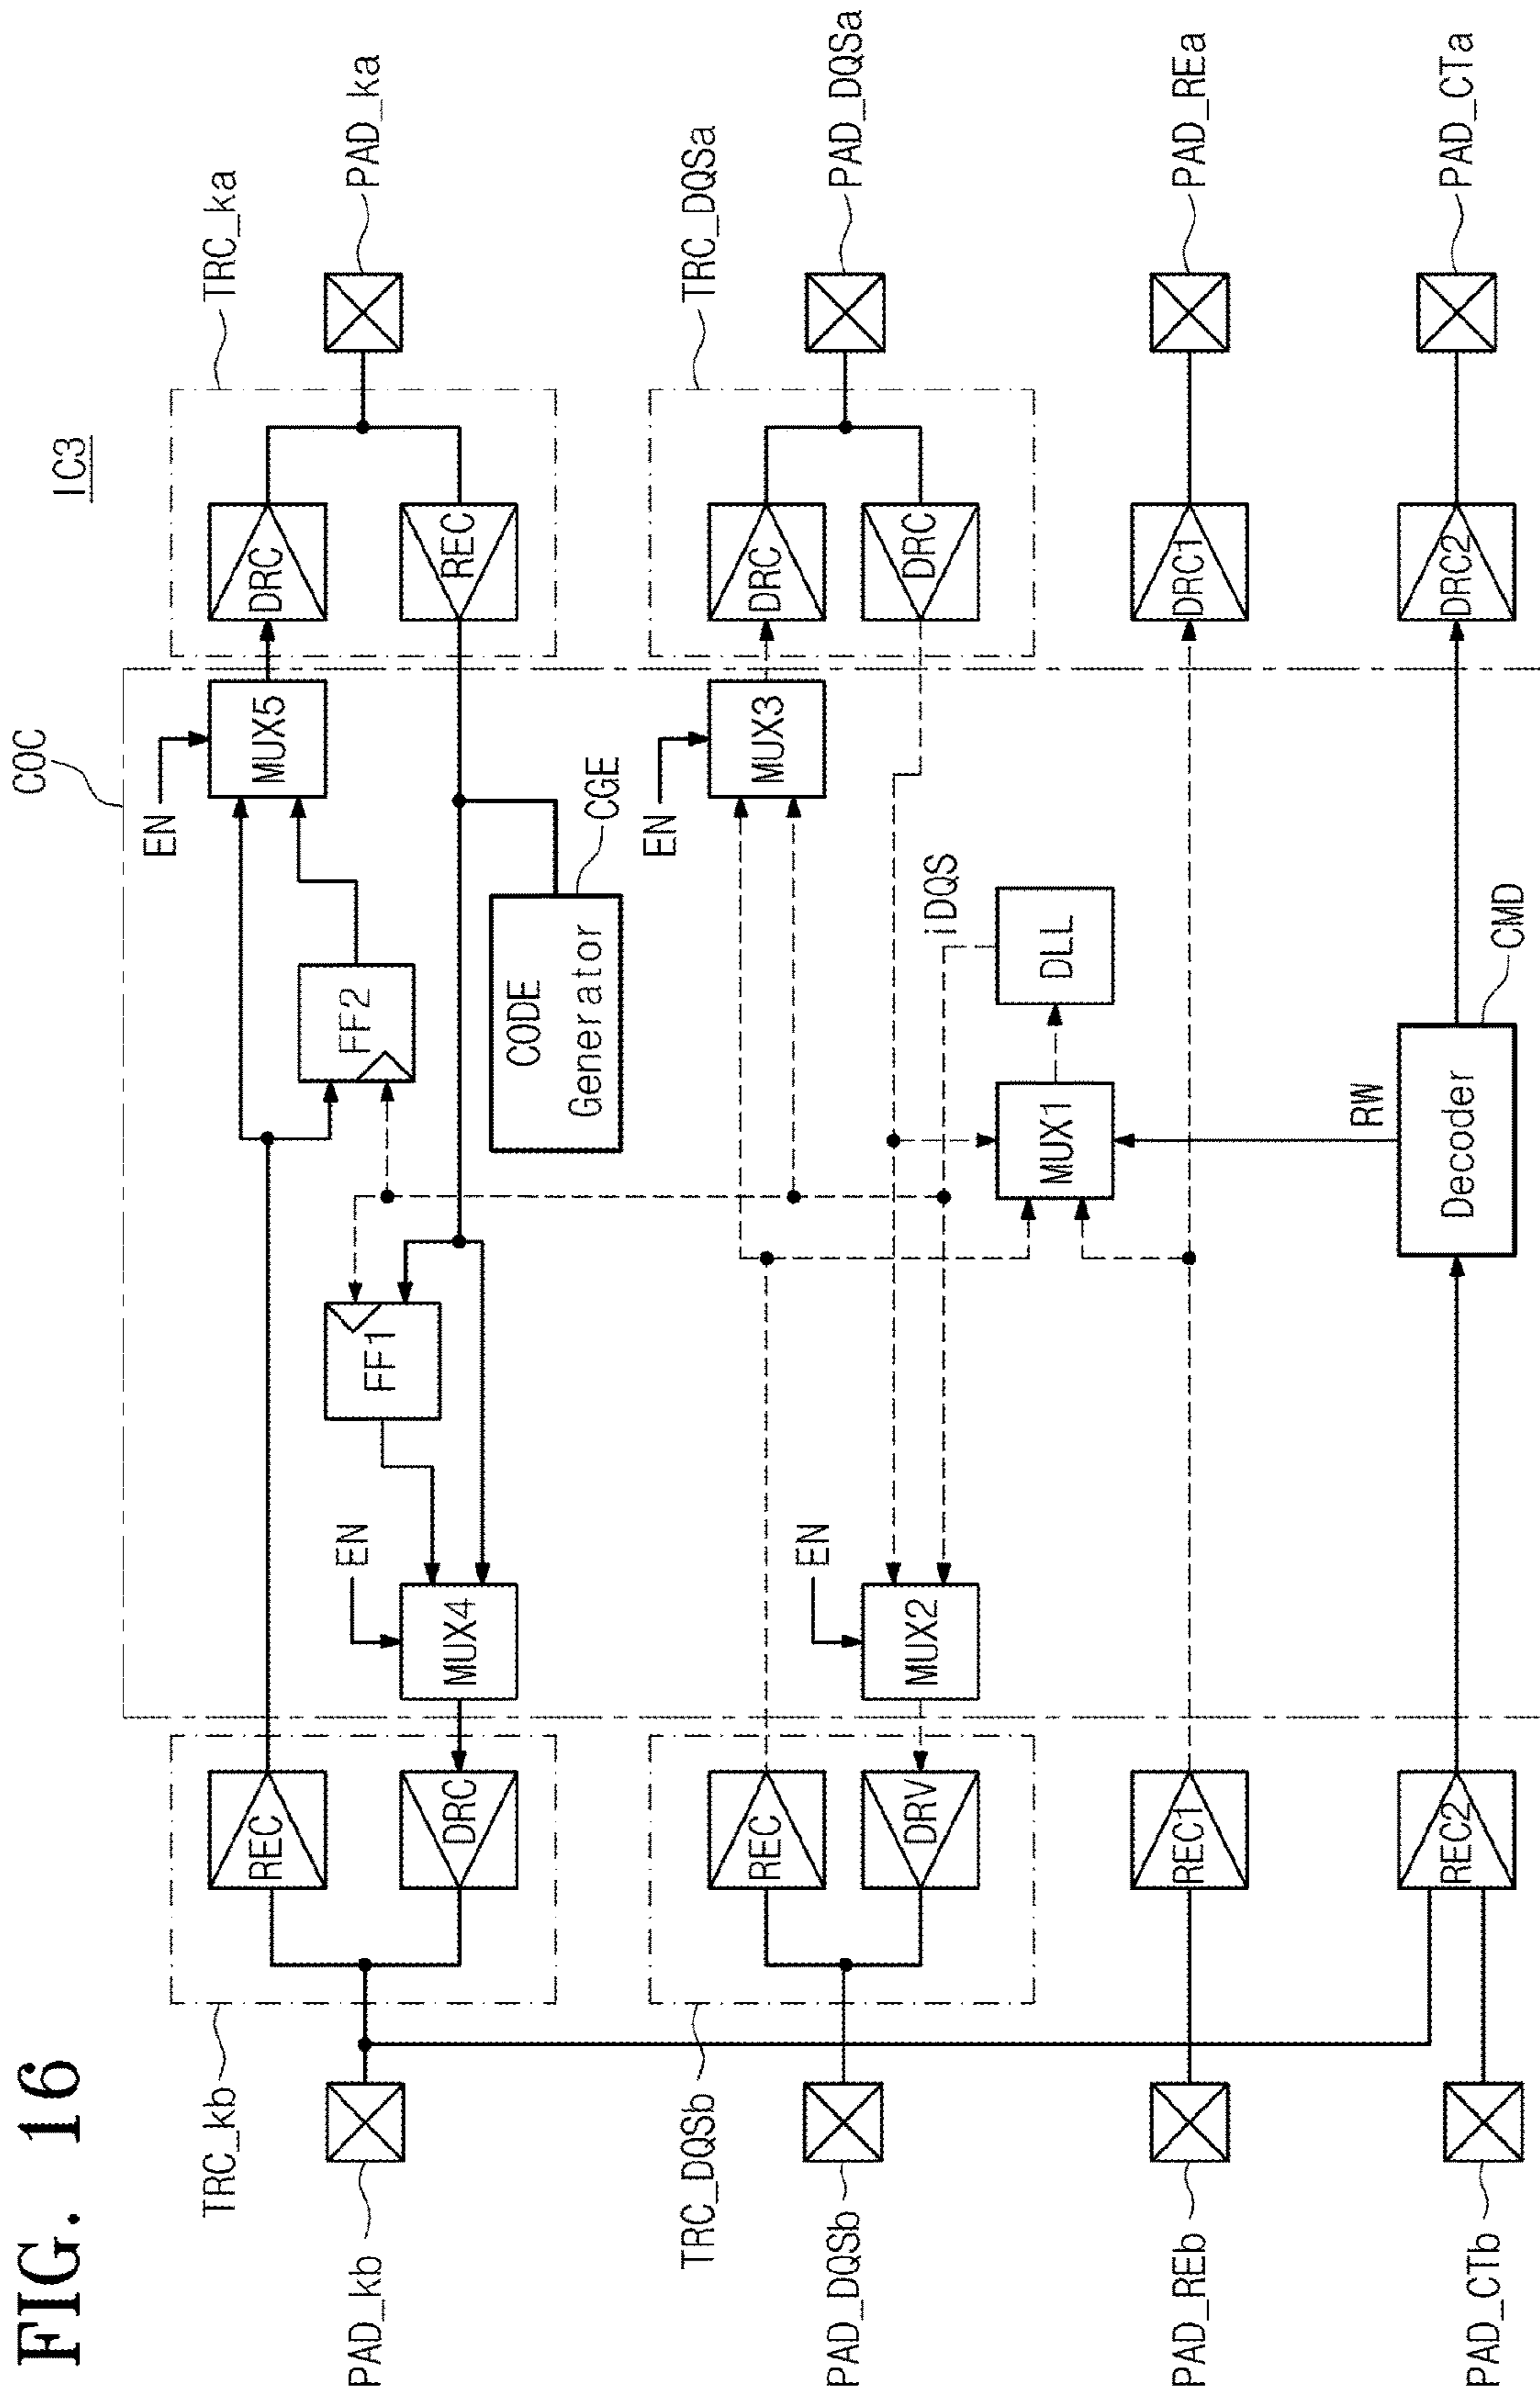 FIG. 16
IC3
COC
TRC_kb
TRC_ka
PAD_kb
PAD_ka
REC
DRC
EN
MUX4
FF1
FF2
EN
MUX5
DRC
REC
CODE
Generator
CGE
TRC_DQSb
TRC_DQSa
PAD_DQSb
PAD_DQSa
REC
DRV
EN
MUX2
EN
MUX3
DRC
DRC
iDQS
MUX1
DLL
PAD_REb
REC1
DRC1
PAD_REa
RW
PAD_CTb
REC2
Decoder
CMD
DRC2
PAD_CTa